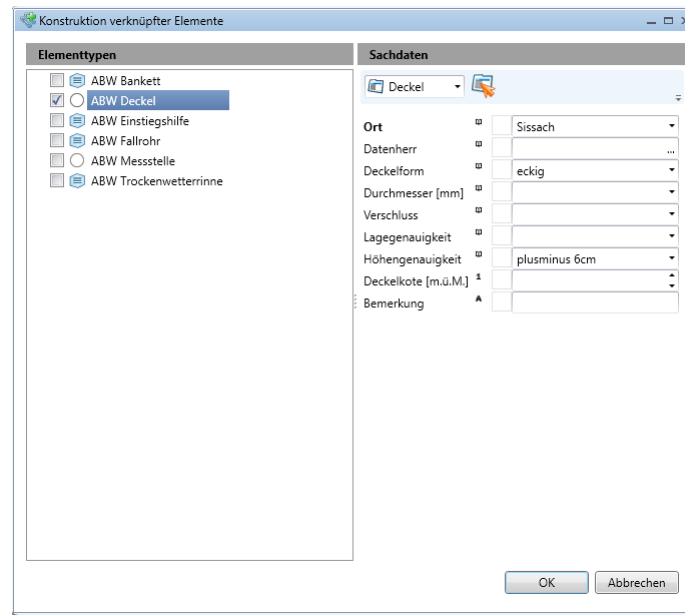 Konstruktion verknüpfter Elemente
Elementtypen
ABW Bankett
ABW Deckel
ABW Einstiegshilfe
ABW Fallrohr
ABW Messstelle
ABW Trockenwetterrinne
Sachdaten
Deckel
Ort Sissach
Datenherr ...
Deckelform eckig
Durchmesser [mm]
Verschluss
Lagegenauigkeit
Höhengenauigkeit plusminus 6cm
Deckelkote [m.ü.M.] 1
Bemerkung A
OK Abbrechen